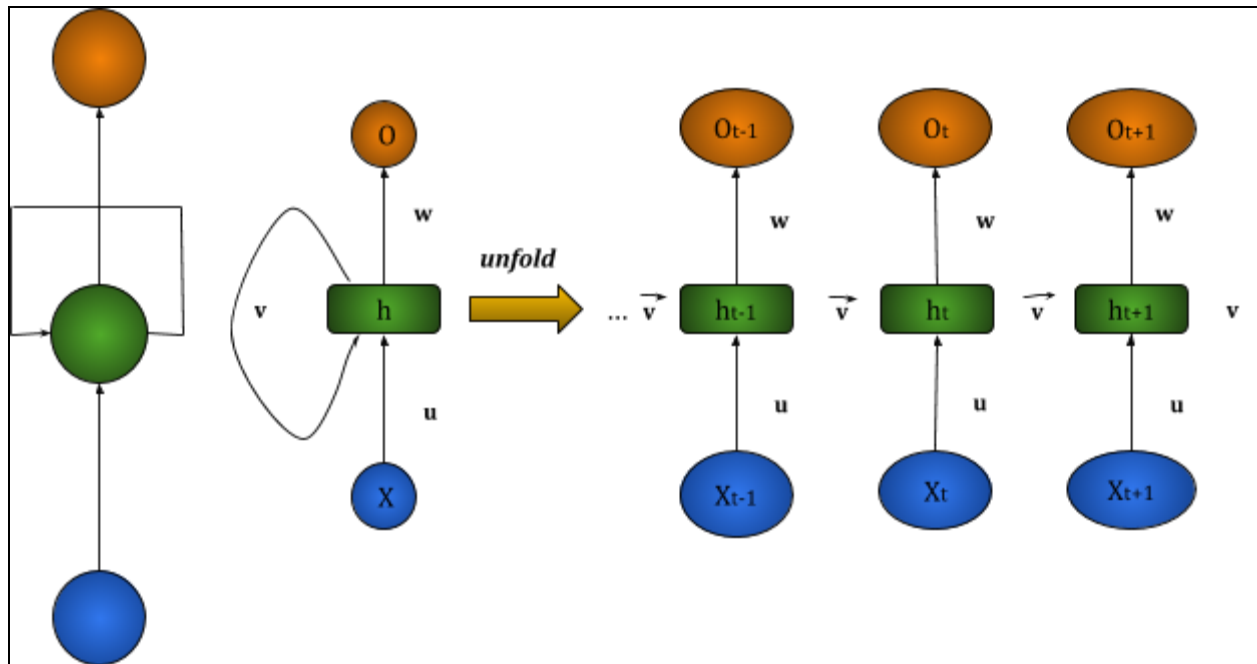 O
w
unfold
v
h
u
X
Ot-1 Ot Ot+1
w w w
... v ht-1 v ht v ht+1 v
u u u
Xt-1 Xt Xt+1